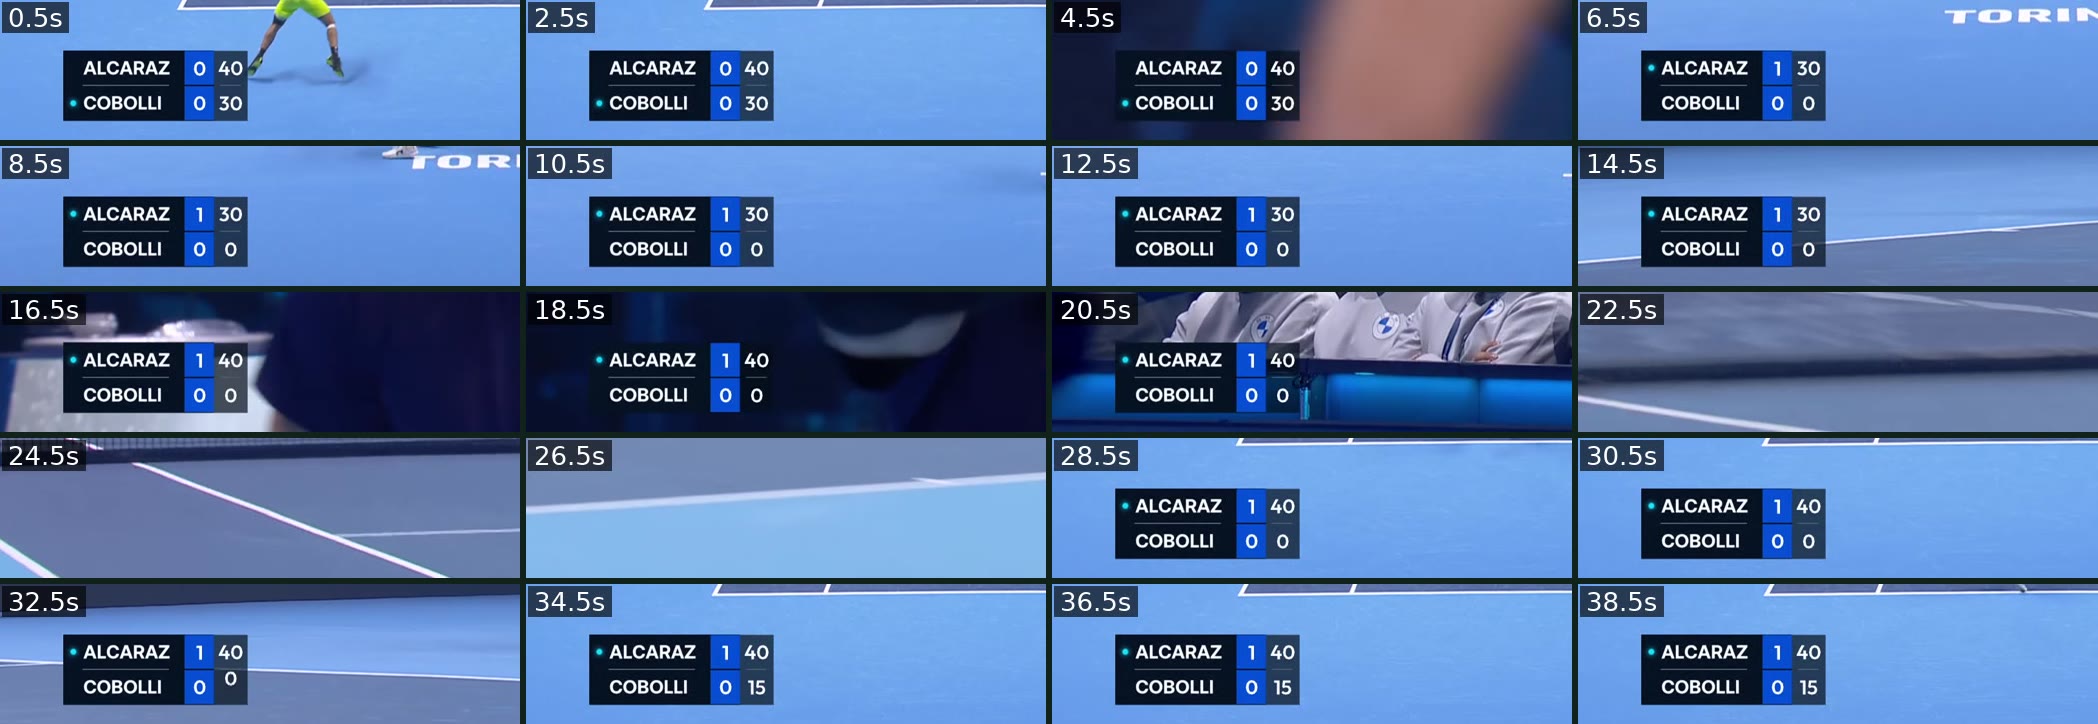 0.5s
ALCARAZ 0 40
COBOLLI 0 30
2.5s
ALCARAZ 0 40
COBOLLI 0 30
4.5s
ALCARAZ 0 40
COBOLLI 0 30
6.5s
TORIN
ALCARAZ 1 30
COBOLLI 0 0
8.5s
TORI
ALCARAZ 1 30
COBOLLI 0 0
10.5s
ALCARAZ 1 30
COBOLLI 0 0
12.5s
ALCARAZ 1 30
COBOLLI 0 0
14.5s
ALCARAZ 1 30
COBOLLI 0 0
16.5s
ALCARAZ 1 40
COBOLLI 0 0
18.5s
ALCARAZ 1 40
COBOLLI 0 0
20.5s
ALCARAZ 1 40
COBOLLI 0 0
22.5s
24.5s
26.5s
28.5s
ALCARAZ 1 40
COBOLLI 0 0
30.5s
ALCARAZ 1 40
COBOLLI 0 0
32.5s
ALCARAZ 1 40
COBOLLI 0 0
34.5s
ALCARAZ 1 40
COBOLLI 0 15
36.5s
ALCARAZ 1 40
COBOLLI 0 15
38.5s
ALCARAZ 1 40
COBOLLI 0 15